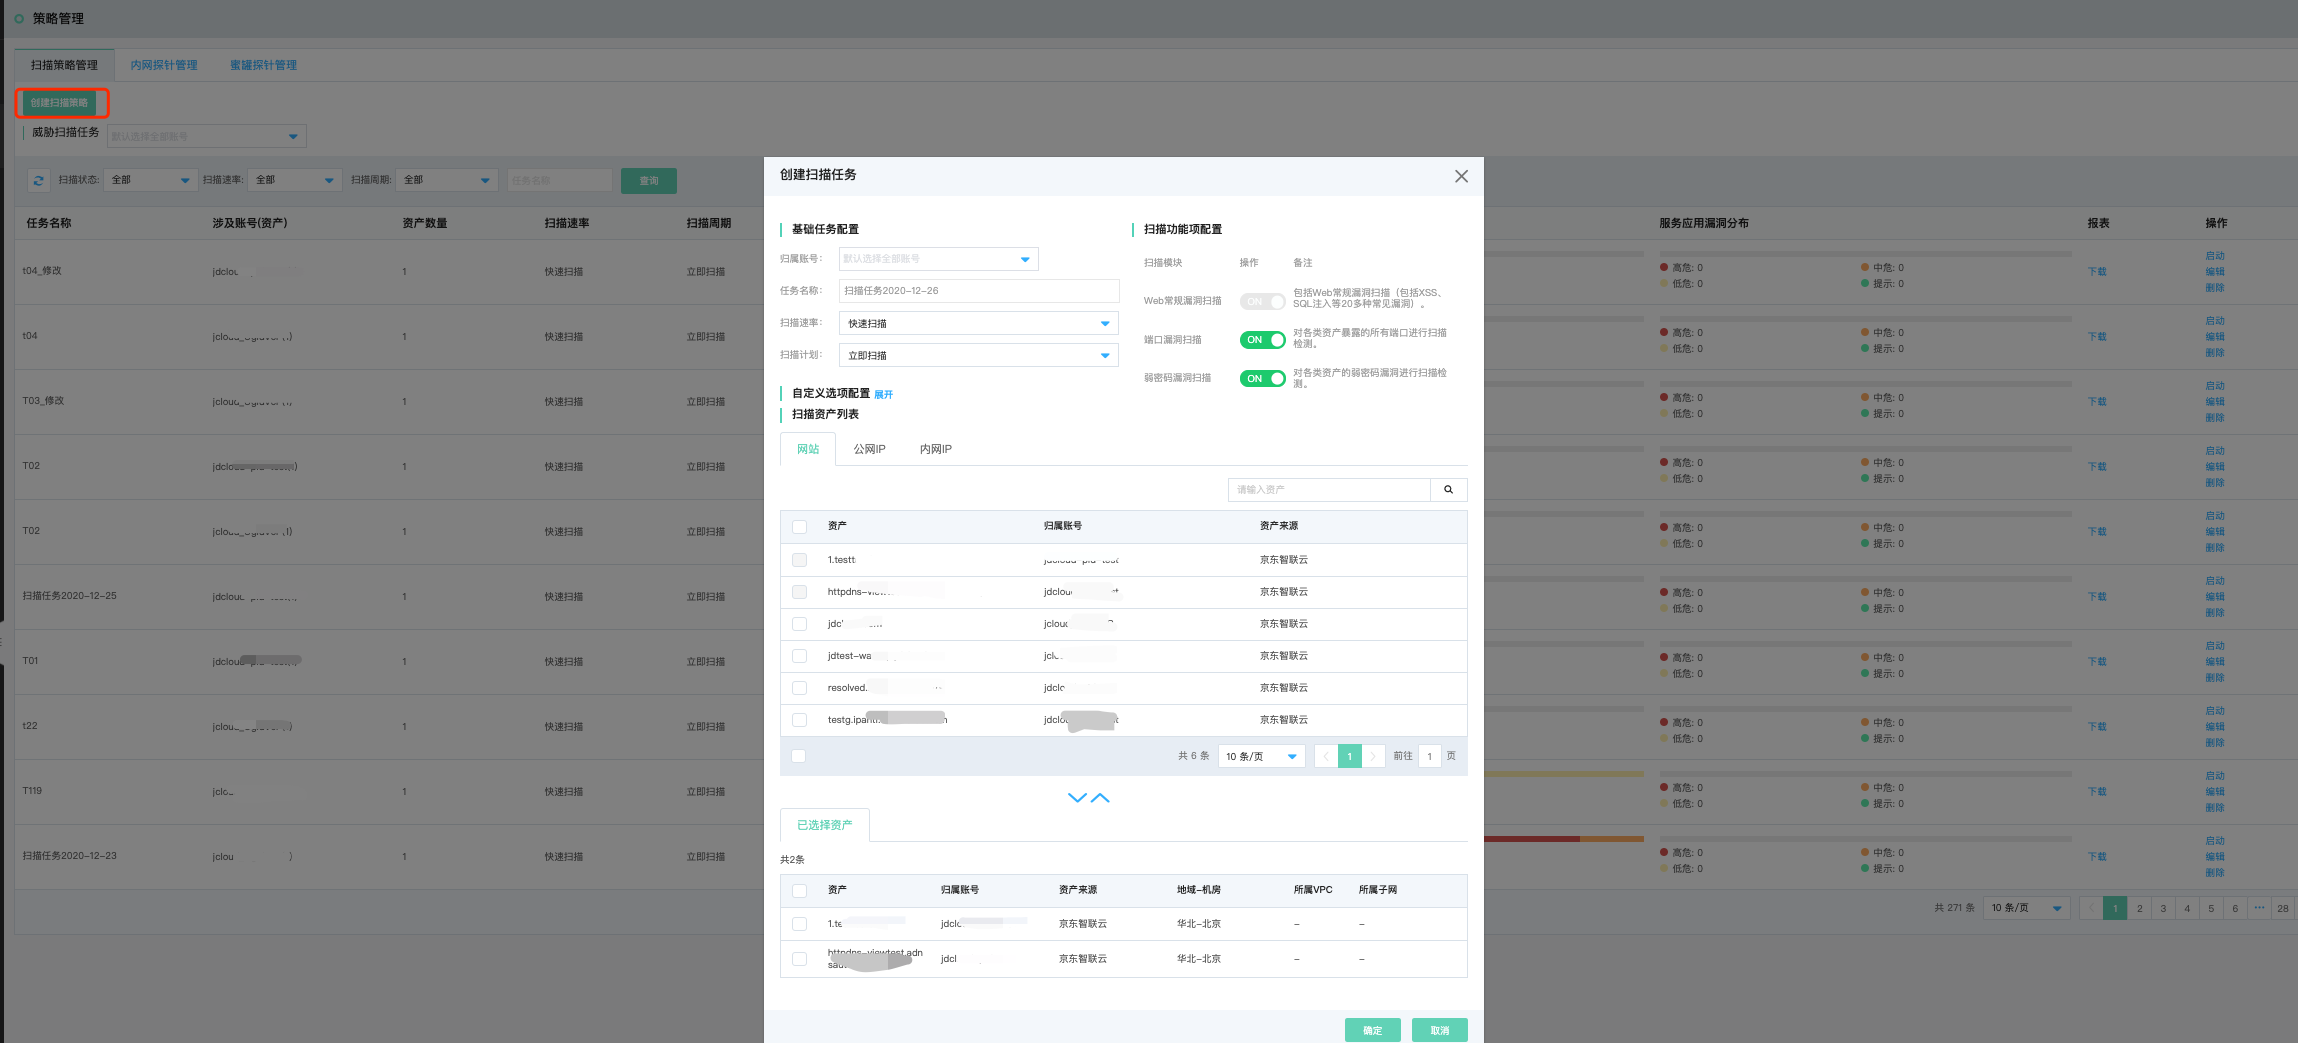 策略管理
扫描策略管理 内网探针管理 蜜罐探针管理
创建扫描策略
威胁扫描任务 默认选择全部账号
扫描状态: 全部 扫描速率: 全部 扫描周期: 全部 任务名称 查询
任务名称 涉及账号(资产) 资产数量 扫描速率 扫描周期 服务应用漏洞分布 报表 操作
t04_修改 1 快速扫描 立即扫描 高危: 0 中危: 0 低危: 0 提示: 0 下载 启动 编辑 删除
t04 1 快速扫描 立即扫描 高危: 0 中危: 0 低危: 0 提示: 0 下载 启动 编辑 删除
T03_修改 1 快速扫描 立即扫描 高危: 0 中危: 0 低危: 0 提示: 0 下载 启动 编辑 删除
T02 1 快速扫描 立即扫描 高危: 0 中危: 0 低危: 0 提示: 0 下载 启动 编辑 删除
T02 1 快速扫描 立即扫描 高危: 0 中危: 0 低危: 0 提示: 0 下载 启动 编辑 删除
扫描任务2020-12-25 1 快速扫描 立即扫描 高危: 0 中危: 0 低危: 0 提示: 0 下载 启动 编辑 删除
T01 1 快速扫描 立即扫描 高危: 0 中危: 0 低危: 0 提示: 0 下载 启动 编辑 删除
t22 1 快速扫描 立即扫描 高危: 0 中危: 0 低危: 0 提示: 0 下载 启动 编辑 删除
T119 1 快速扫描 立即扫描 高危: 0 中危: 0 低危: 0 提示: 0 下载 启动 编辑 删除
扫描任务2020-12-23 1 快速扫描 立即扫描 高危: 0 中危: 0 低危: 0 提示: 0 下载 启动 编辑 删除
共 271 条 10 条/页 1 2 3 4 5 6 ··· 28
创建扫描任务
基础任务配置
归属账号: 默认选择全部账号
任务名称: 扫描任务2020-12-26
扫描速率: 快速扫描
扫描计划: 立即扫描
扫描功能项配置
扫描模块 操作 备注
Web常规漏洞扫描 ON 包括Web常规漏洞扫描（包括XSS、
SQL注入等20多种常见漏洞）。
端口漏洞扫描 ON 对各类资产暴露的所有端口进行扫描
检测。
弱密码漏洞扫描 ON 对各类资产的弱密码漏洞进行扫描检
测。
自定义选项配置 展开
扫描资产列表
网站 公网IP 内网IP
请输入资产
资产 归属账号 资产来源
1.testt 京东智联云
httpdns- jdclou 京东智联云
jdc jcloud 京东智联云
jdtest-wa 京东智联云
resolved. jdclo 京东智联云
testg. jdclo 京东智联云
共 6 条 10 条/页 1 前往 1 页
已选择资产
共2条
资产 归属账号 资产来源 地域-机房 所属VPC 所属子网
1.te jdclo 京东智联云 华北-北京 - -
httpdns-viewtest.adn jdcl 京东智联云 华北-北京 - -
确定 取消